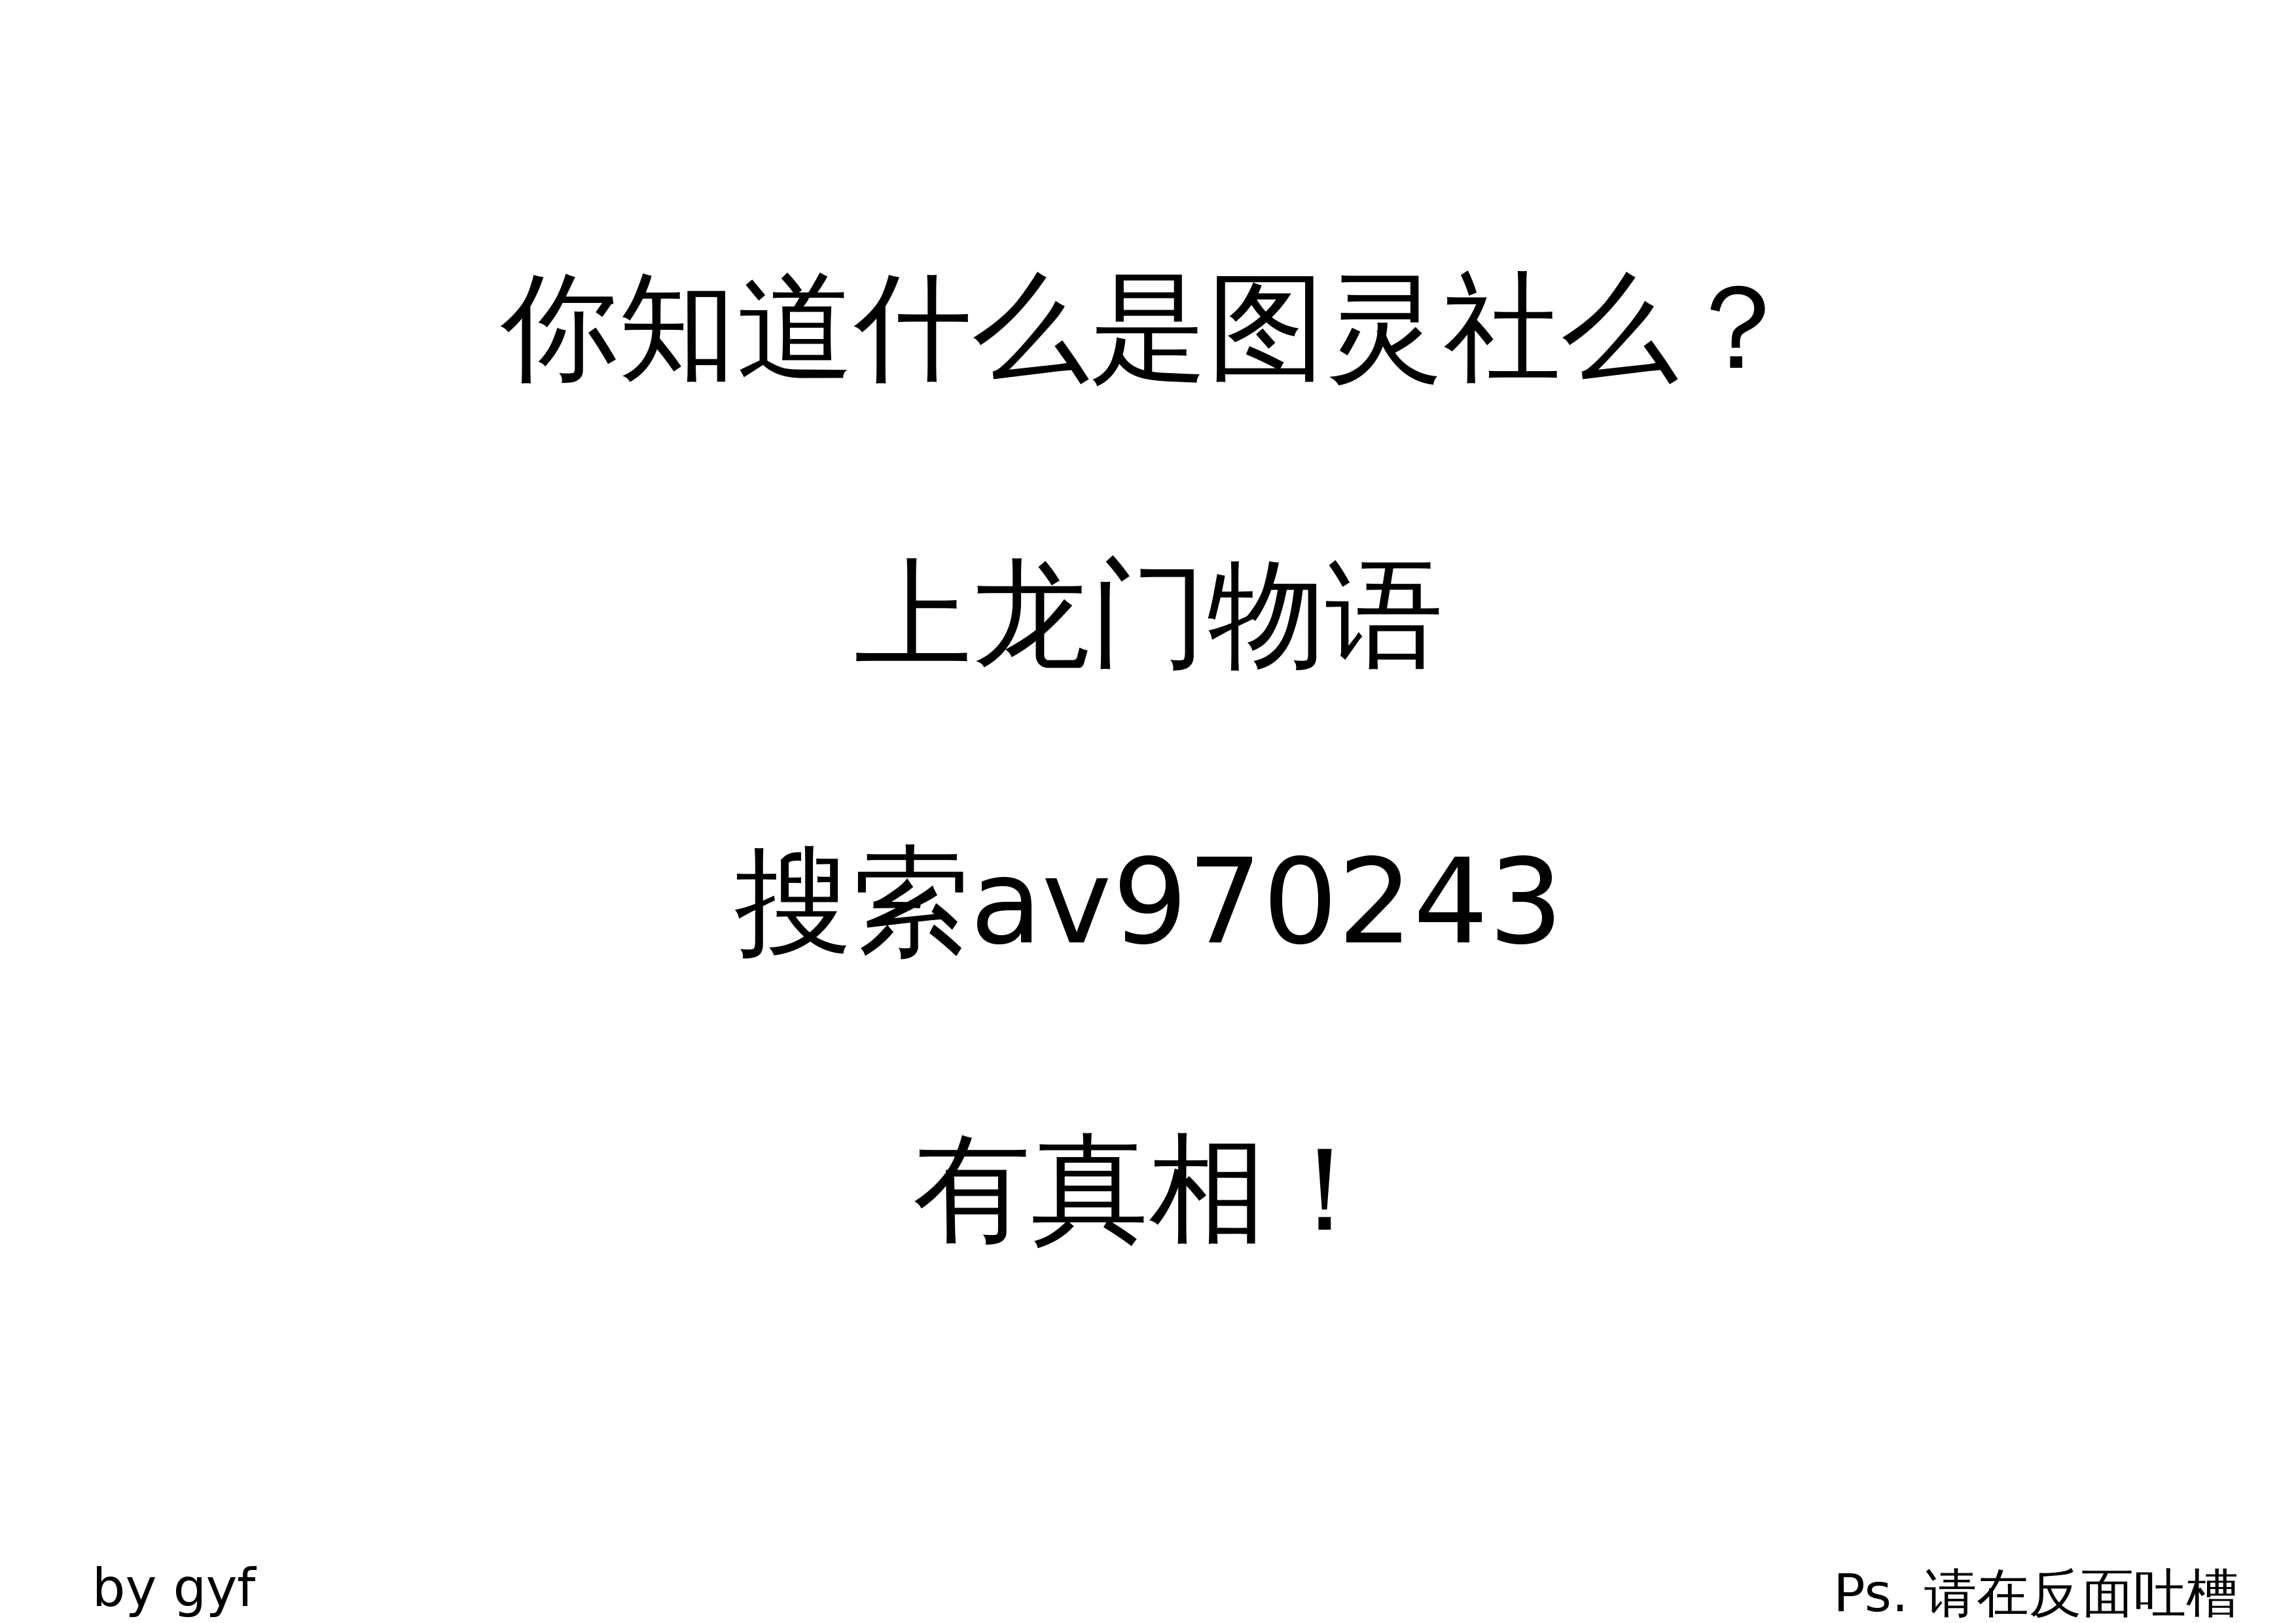 你知道什么是图灵社么？
上龙门物语
搜索av970243
有真相！
by gyf
Ps. 请在反面吐槽